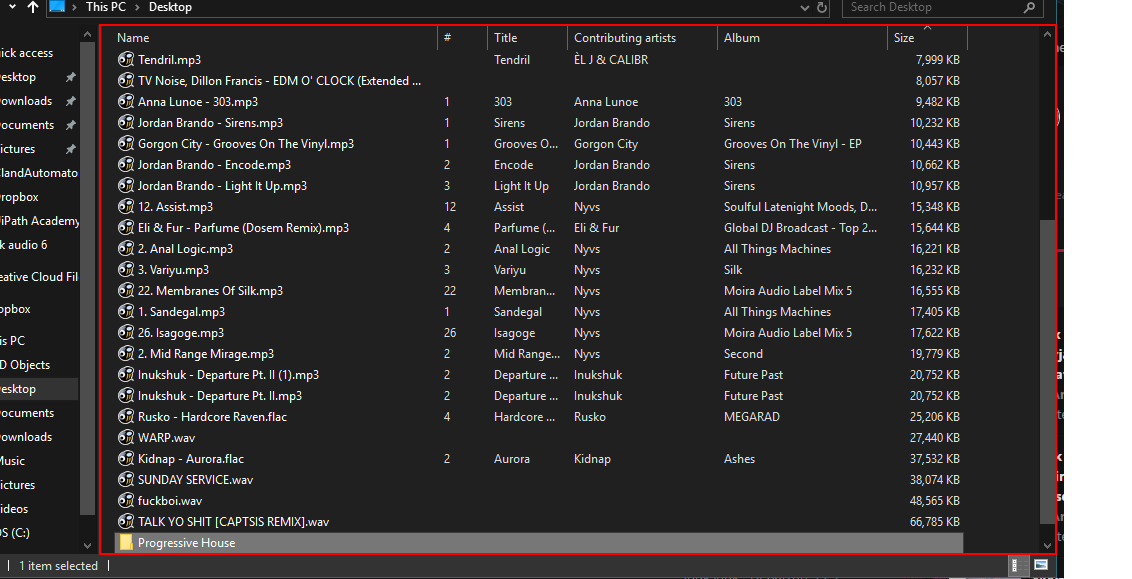 This PC > Desktop
Search Desktop
Name # Title Contributing artists Album Size
Tendril.mp3 Tendril ÈL J & CALIBR 7,999 KB
TV Noise, Dillon Francis - EDM O' CLOCK (Extended ... 8,057 KB
Anna Lunoe - 303.mp3 1 303 Anna Lunoe 303 9,482 KB
Jordan Brando - Sirens.mp3 1 Sirens Jordan Brando Sirens 10,232 KB
Gorgon City - Grooves On The Vinyl.mp3 1 Grooves O... Gorgon City Grooves On The Vinyl - EP 10,443 KB
Jordan Brando - Encode.mp3 2 Encode Jordan Brando Sirens 10,662 KB
Jordan Brando - Light It Up.mp3 3 Light It Up Jordan Brando Sirens 10,957 KB
12. Assist.mp3 12 Assist Nyvs Soulful Latenight Moods, D... 15,348 KB
Eli & Fur - Parfume (Dosem Remix).mp3 4 Parfume (... Eli & Fur Global DJ Broadcast - Top 2... 15,644 KB
2. Anal Logic.mp3 2 Anal Logic Nyvs All Things Machines 16,221 KB
3. Variyu.mp3 3 Variyu Nyvs Silk 16,232 KB
22. Membranes Of Silk.mp3 22 Membran... Nyvs Moira Audio Label Mix 5 16,555 KB
1. Sandegal.mp3 1 Sandegal Nyvs All Things Machines 17,405 KB
26. Isagoge.mp3 26 Isagoge Nyvs Moira Audio Label Mix 5 17,622 KB
2. Mid Range Mirage.mp3 2 Mid Range... Nyvs Second 19,779 KB
Inukshuk - Departure Pt. II (1).mp3 2 Departure ... Inukshuk Future Past 20,752 KB
Inukshuk - Departure Pt. II.mp3 2 Departure ... Inukshuk Future Past 20,752 KB
Rusko - Hardcore Raven.flac 4 Hardcore ... Rusko MEGARAD 25,206 KB
WARP.wav 27,440 KB
Kidnap - Aurora.flac 2 Aurora Kidnap Ashes 37,532 KB
SUNDAY SERVICE.wav 38,074 KB
fuckboi.wav 48,565 KB
TALK YO SHIT [CAPTSIS REMIX].wav 66,785 KB
Progressive House
ick access
esktop
ownloads
ocuments
ictures
landAutomato
ropbox
iPath Academy
k audio 6
eative Cloud Fil
opbox
is PC
D Objects
esktop
ocuments
ownloads
Music
ictures
ideos
S (C:)
1 item selected